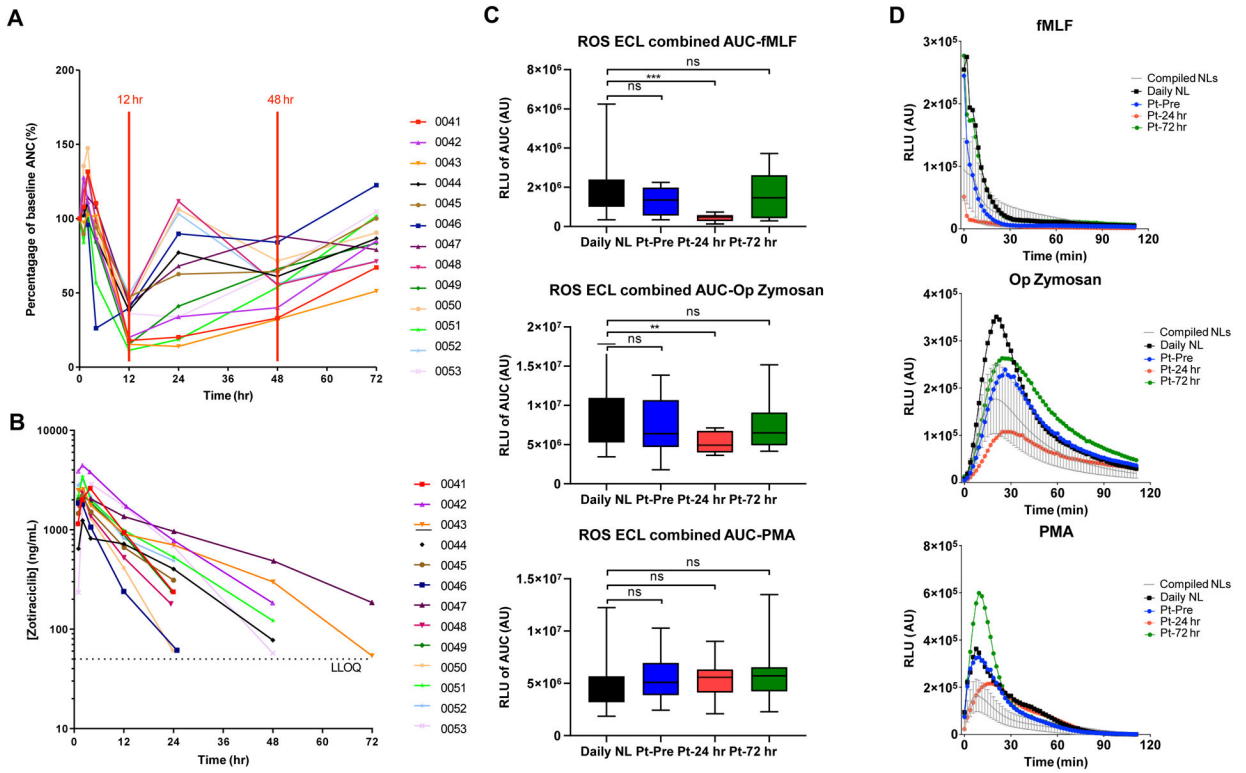 A
Percentagage of baseline ANC (%)
200
150
100
50
0
12 hr
48 hr
0 12 24 36 48 60 72
Time (hr)
0041
0042
0043
0044
0045
0046
0047
0048
0049
0050
0051
0052
0053
B
[Zotiraciclib] (ng/mL)
10000
1000
100
10
LLOQ
0 12 24 36 48 60 72
Time (hr)
0041
0042
0043
0044
0045
0046
0047
0048
0049
0050
0051
0052
0053
C
ROS ECL combined AUC-fMLF
RLU of AUC (AU)
8×10⁶
6×10⁶
4×10⁶
2×10⁶
0
ns
***
ns
Daily NL Pt-Pre Pt-24 hr Pt-72 hr
ROS ECL combined AUC-Op Zymosan
RLU of AUC (AU)
2×10⁷
2×10⁷
1×10⁷
5×10⁶
0
ns
**
ns
Daily NL Pt-Pre Pt-24 hr Pt-72 hr
ROS ECL combined AUC-PMA
RLU of AUC (AU)
2×10⁷
1×10⁷
5×10⁶
0
ns
ns
ns
Daily NL Pt-Pre Pt-24 hr Pt-72 hr
D
fMLF
RLU (AU)
3×10⁵
2×10⁵
1×10⁵
0
Compiled NLs
Daily NL
Pt-Pre
Pt-24 hr
Pt-72 hr
0 30 60 90 120
Time (min)
Op Zymosan
RLU (AU)
4×10⁵
3×10⁵
2×10⁵
1×10⁵
0
Compiled NLs
Daily NL
Pt-Pre
Pt-24 hr
Pt-72 hr
0 30 60 90 120
Time (min)
PMA
RLU (AU)
8×10⁵
6×10⁵
4×10⁵
2×10⁵
0
Compiled NLs
Daily NL
Pt-Pre
Pt-24 hr
Pt-72 hr
0 30 60 90 120
Time (min)